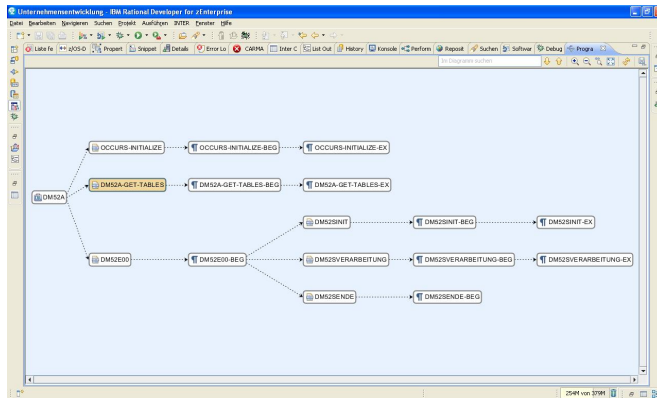 Unternehmensentwicklung - IBM Rational Developer for zEnterprise
Datei Bearbeiten Navigieren Suchen Projekt Ausführen INTER Fenster Hilfe
Liste fe z/OS-D Propert Snippet Details Error Lo CARMA Inter C List Out History Konsole Perform Reposit Suchen Softwar Debug Progra
Im Diagramm suchen
OCCURS-INITIALIZE OCCURS-INITIALIZE-BEG OCCURS-INITIALIZE-EX
DM52A-GET-TABLES DM52A-GET-TABLES-BEG DM52A-GET-TABLES-EX
DM52A
DM52SINIT DM52SINIT-BEG DM52SINIT-EX
DM52E00 DM52E00-BEG DM52SVERARBEITUNG DM52SVERARBEITUNG-BEG DM52SVERARBEITUNG-EX
DM52SENDE DM52SENDE-BEG
254M von 379M